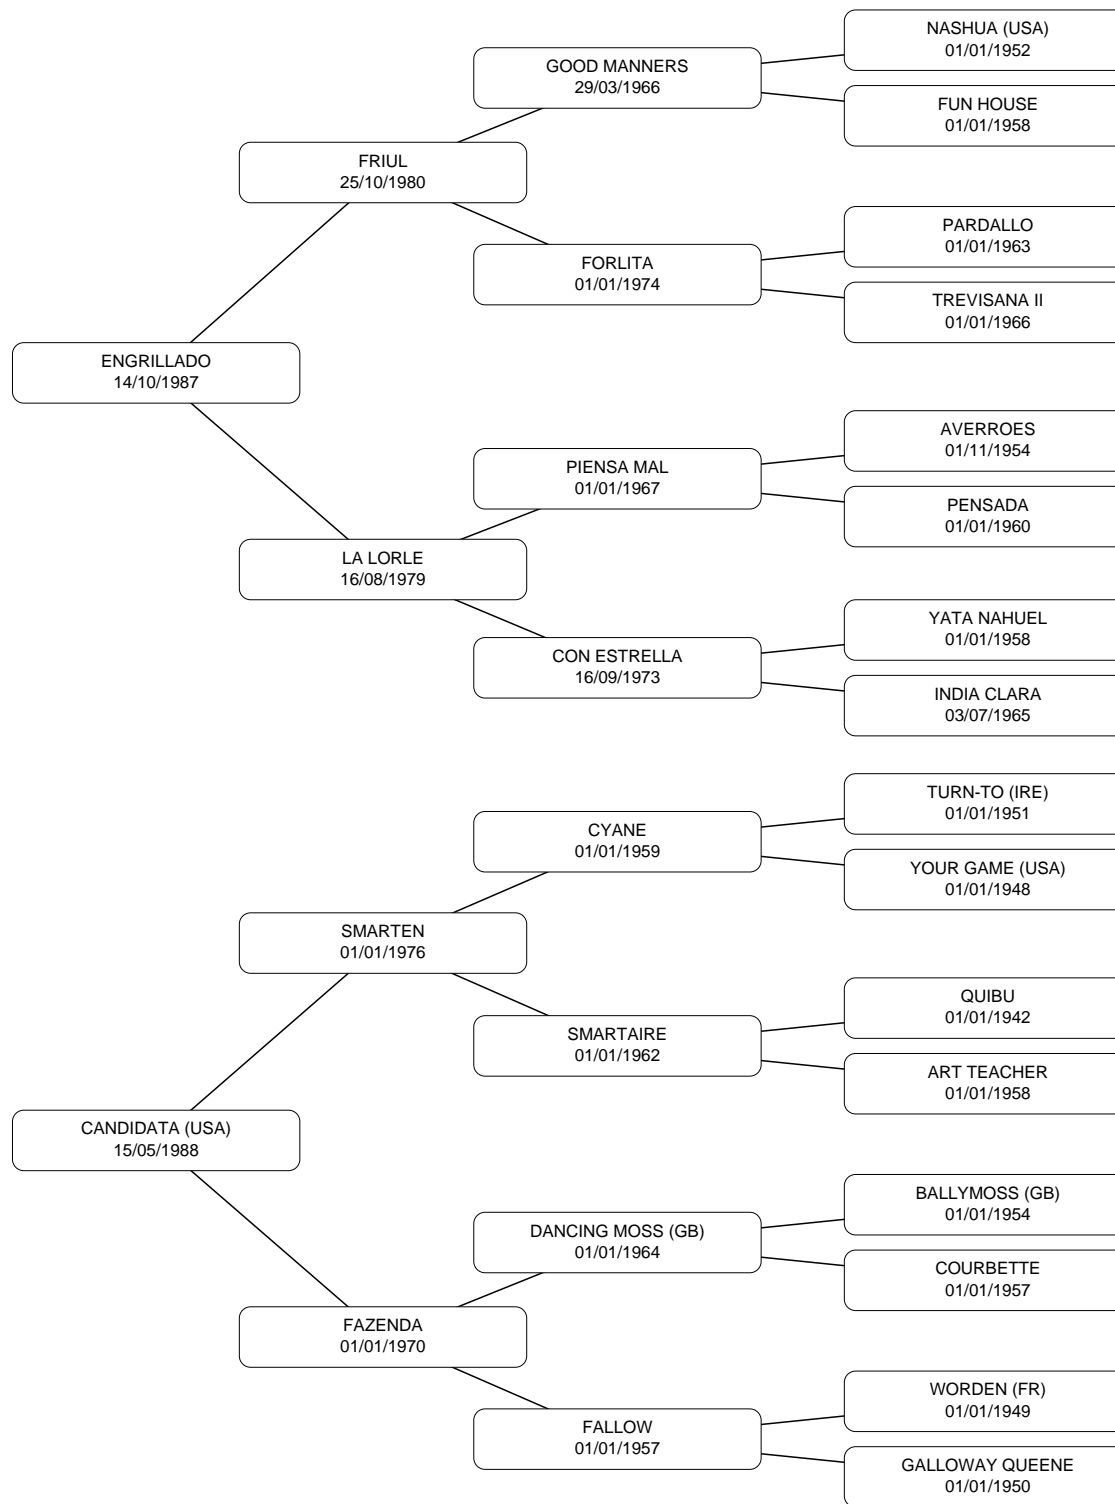 NASHUA (USA)
01/01/1952
GOOD MANNERS
29/03/1966
FUN HOUSE
01/01/1958
FRIUL
25/10/1980
PARDALLO
01/01/1963
FORLITA
01/01/1974
TREVISANA II
01/01/1966
ENGRILLADO
14/10/1987
AVERROES
01/11/1954
PIENSA MAL
01/01/1967
PENSADA
01/01/1960
LA LORLE
16/08/1979
YATA NAHUEL
01/01/1958
CON ESTRELLA
16/09/1973
INDIA CLARA
03/07/1965
TURN-TO (IRE)
01/01/1951
CYANE
01/01/1959
YOUR GAME (USA)
01/01/1948
SMARTEN
01/01/1976
QUIBU
01/01/1942
SMARTAIRE
01/01/1962
ART TEACHER
01/01/1958
CANDIDATA (USA)
15/05/1988
BALLYMOSS (GB)
01/01/1954
DANCING MOSS (GB)
01/01/1964
COURBETTE
01/01/1957
FAZENDA
01/01/1970
WORDEN (FR)
01/01/1949
FALLOW
01/01/1957
GALLOWAY QUEENE
01/01/1950